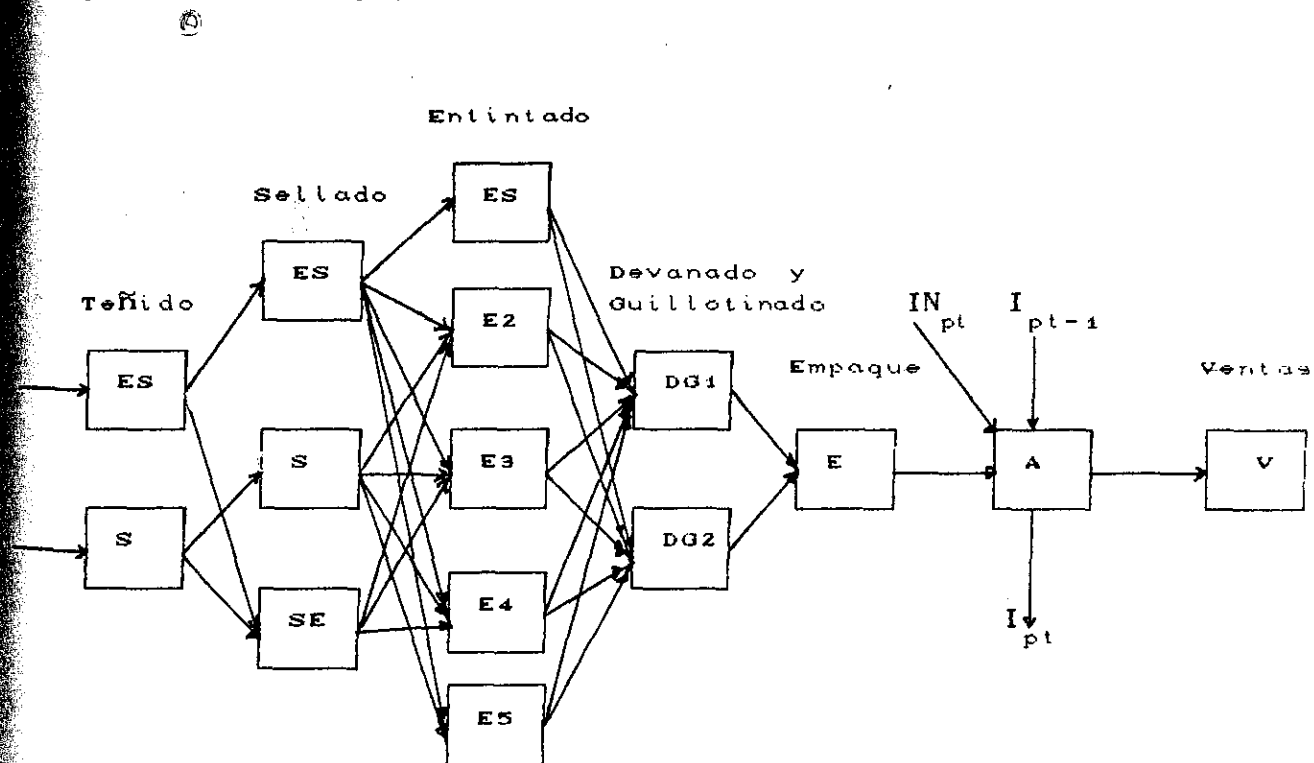 Entintado
Sellado
ES
ES
Devanado y
Guillotinado
Teñido
IN pt
I pt-1
E2
Empaque
Ventas
ES
DG1
S
E3
E
A
V
S
DG2
SE
E4
I pt
E5